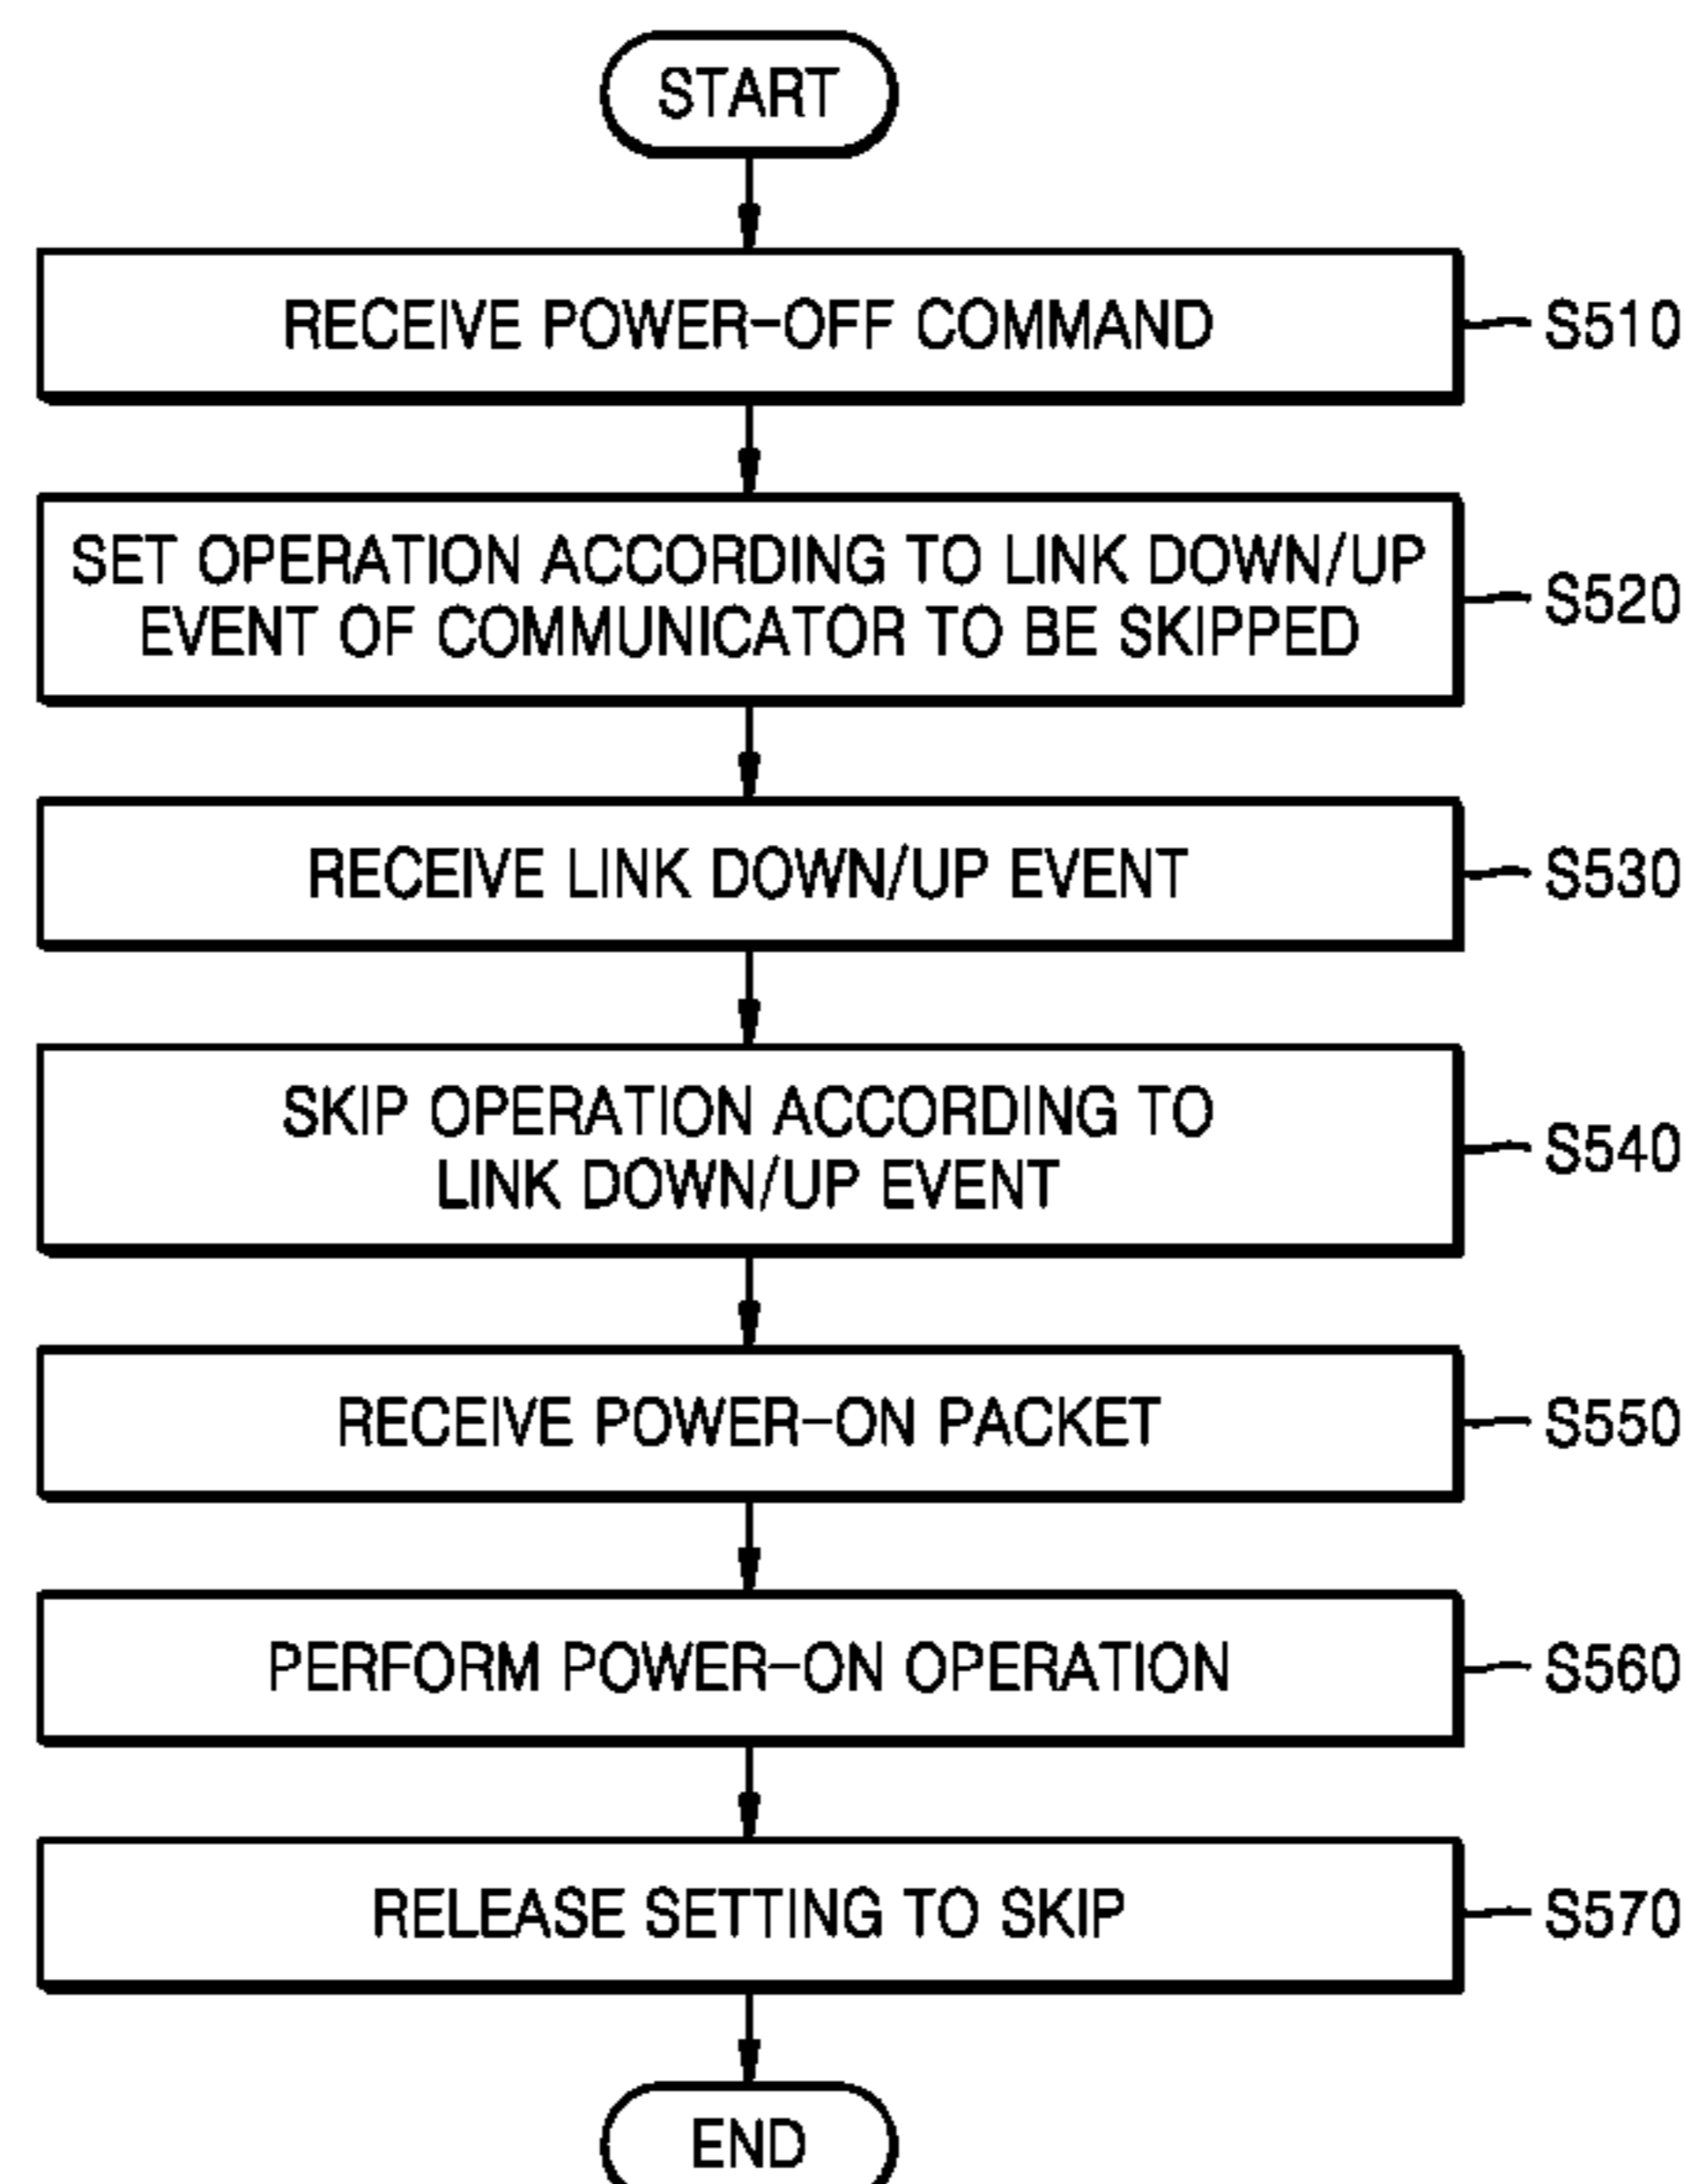 START
RECEIVE POWER-OFF COMMAND
S510
SET OPERATION ACCORDING TO LINK DOWN/UP
EVENT OF COMMUNICATOR TO BE SKIPPED
S520
RECEIVE LINK DOWN/UP EVENT
S530
SKIP OPERATION ACCORDING TO
LINK DOWN/UP EVENT
S540
RECEIVE POWER-ON PACKET
S550
PERFORM POWER-ON OPERATION
S560
RELEASE SETTING TO SKIP
S570
END